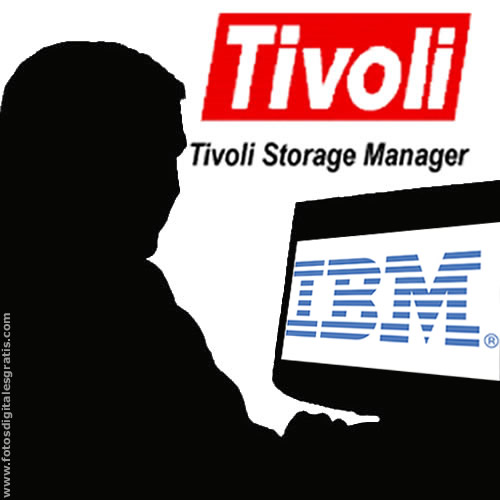 Tivoli
Tivoli Storage Manager
IBM®
www.fotosdigitalesgratis.com